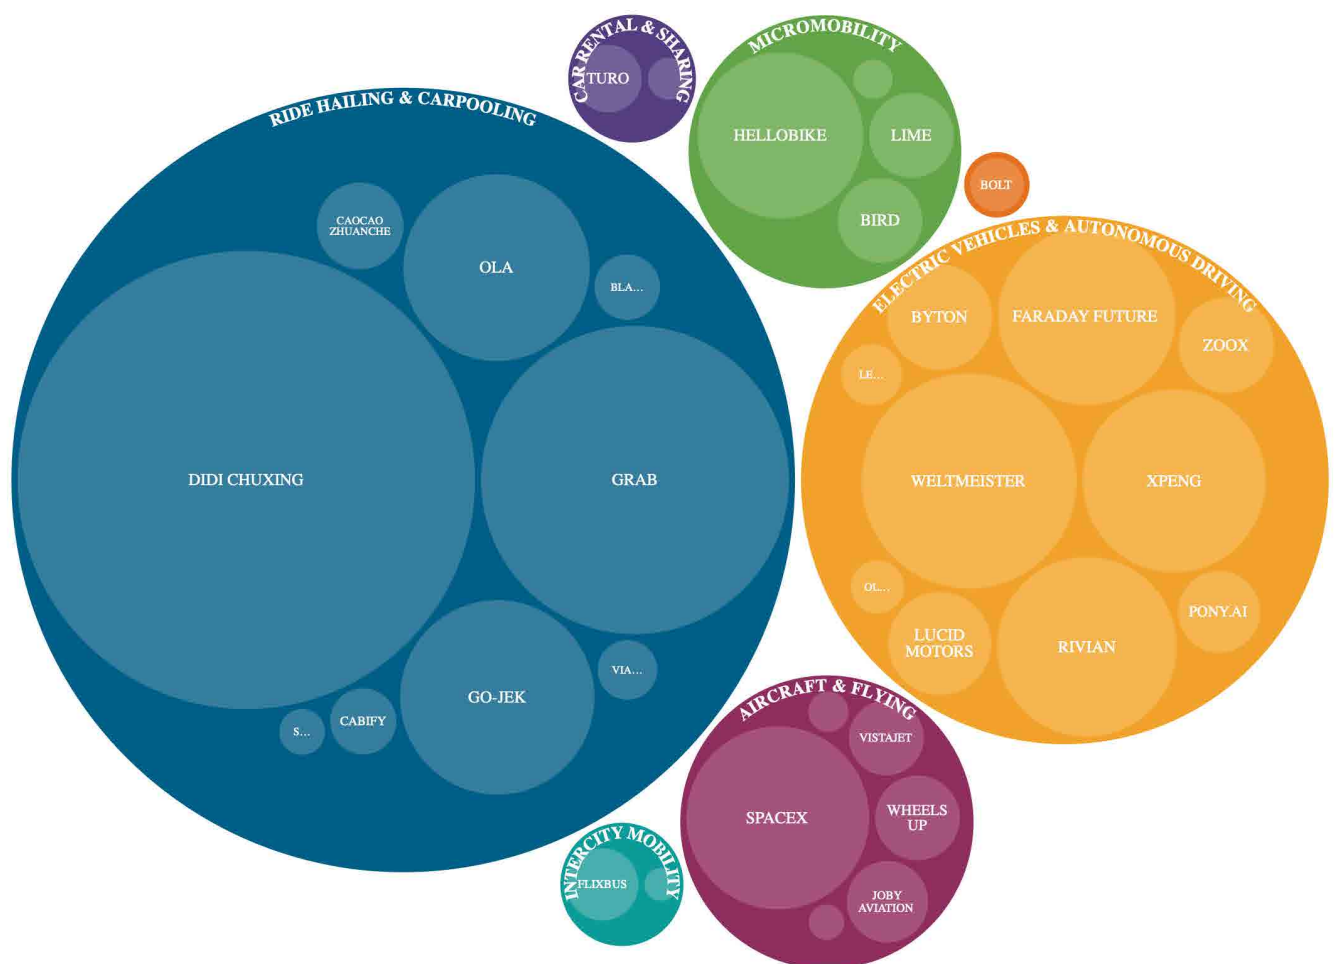 CAR RENTAL & SHARING
TURO
MICROMOBILITY
HELLOBIKE
LIME
BIRD
BOLT
RIDE HAILING & CARPOOLING
CAOCAO
ZHUANCHE
OLA
BLA...
DIDI CHUXING
GRAB
GO-JEK
VIA...
CABIFY
S...
ELECTRIC VEHICLES & AUTONOMOUS DRIVING
BYTON
FARADAY FUTURE
ZOOX
LE...
WELTMEISTER
XPENG
OL...
LUCID
MOTORS
RIVIAN
PONY.AI
AIRCRAFT & FLYING
VISTAJET
SPACEX
WHEELS
UP
JOBY
AVIATION
INTERCITY MOBILITY
FLIXBUS